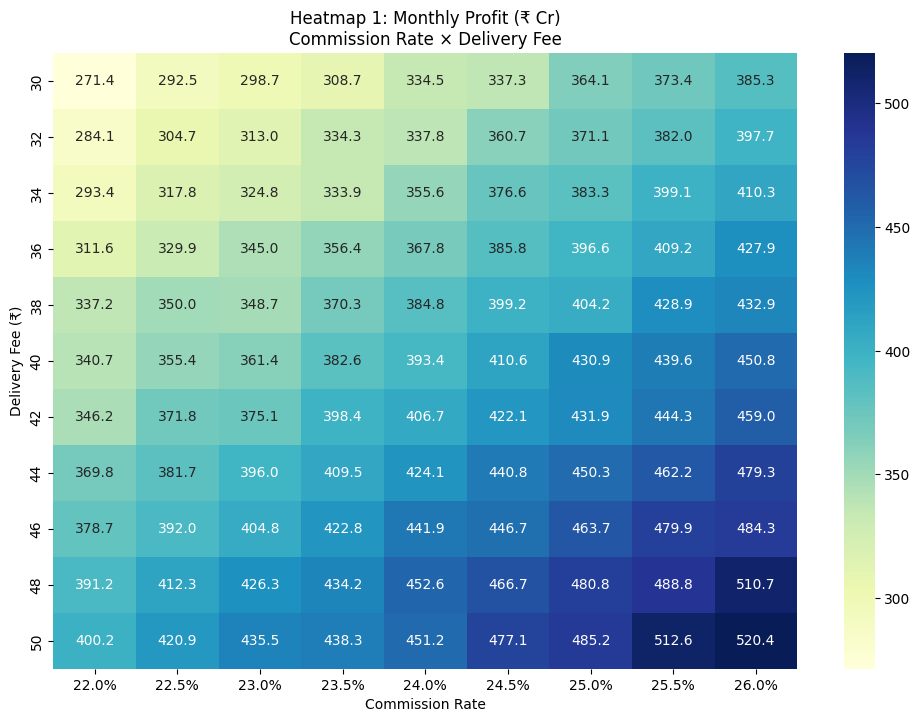 Heatmap 1: Monthly Profit (₹ Cr)
Commission Rate × Delivery Fee
30 271.4 292.5 298.7 308.7 334.5 337.3 364.1 373.4 385.3
32 284.1 304.7 313.0 334.3 337.8 360.7 371.1 382.0 397.7
34 293.4 317.8 324.8 333.9 355.6 376.6 383.3 399.1 410.3
36 311.6 329.9 345.0 356.4 367.8 385.8 396.6 409.2 427.9
38 337.2 350.0 348.7 370.3 384.8 399.2 404.2 428.9 432.9
40 340.7 355.4 361.4 382.6 393.4 410.6 430.9 439.6 450.8
42 346.2 371.8 375.1 398.4 406.7 422.1 431.9 444.3 459.0
44 369.8 381.7 396.0 409.5 424.1 440.8 450.3 462.2 479.3
46 378.7 392.0 404.8 422.8 441.9 446.7 463.7 479.9 484.3
48 391.2 412.3 426.3 434.2 452.6 466.7 480.8 488.8 510.7
50 400.2 420.9 435.5 438.3 451.2 477.1 485.2 512.6 520.4
22.0% 22.5% 23.0% 23.5% 24.0% 24.5% 25.0% 25.5% 26.0%
Commission Rate
Delivery Fee (₹)
500
450
400
350
300